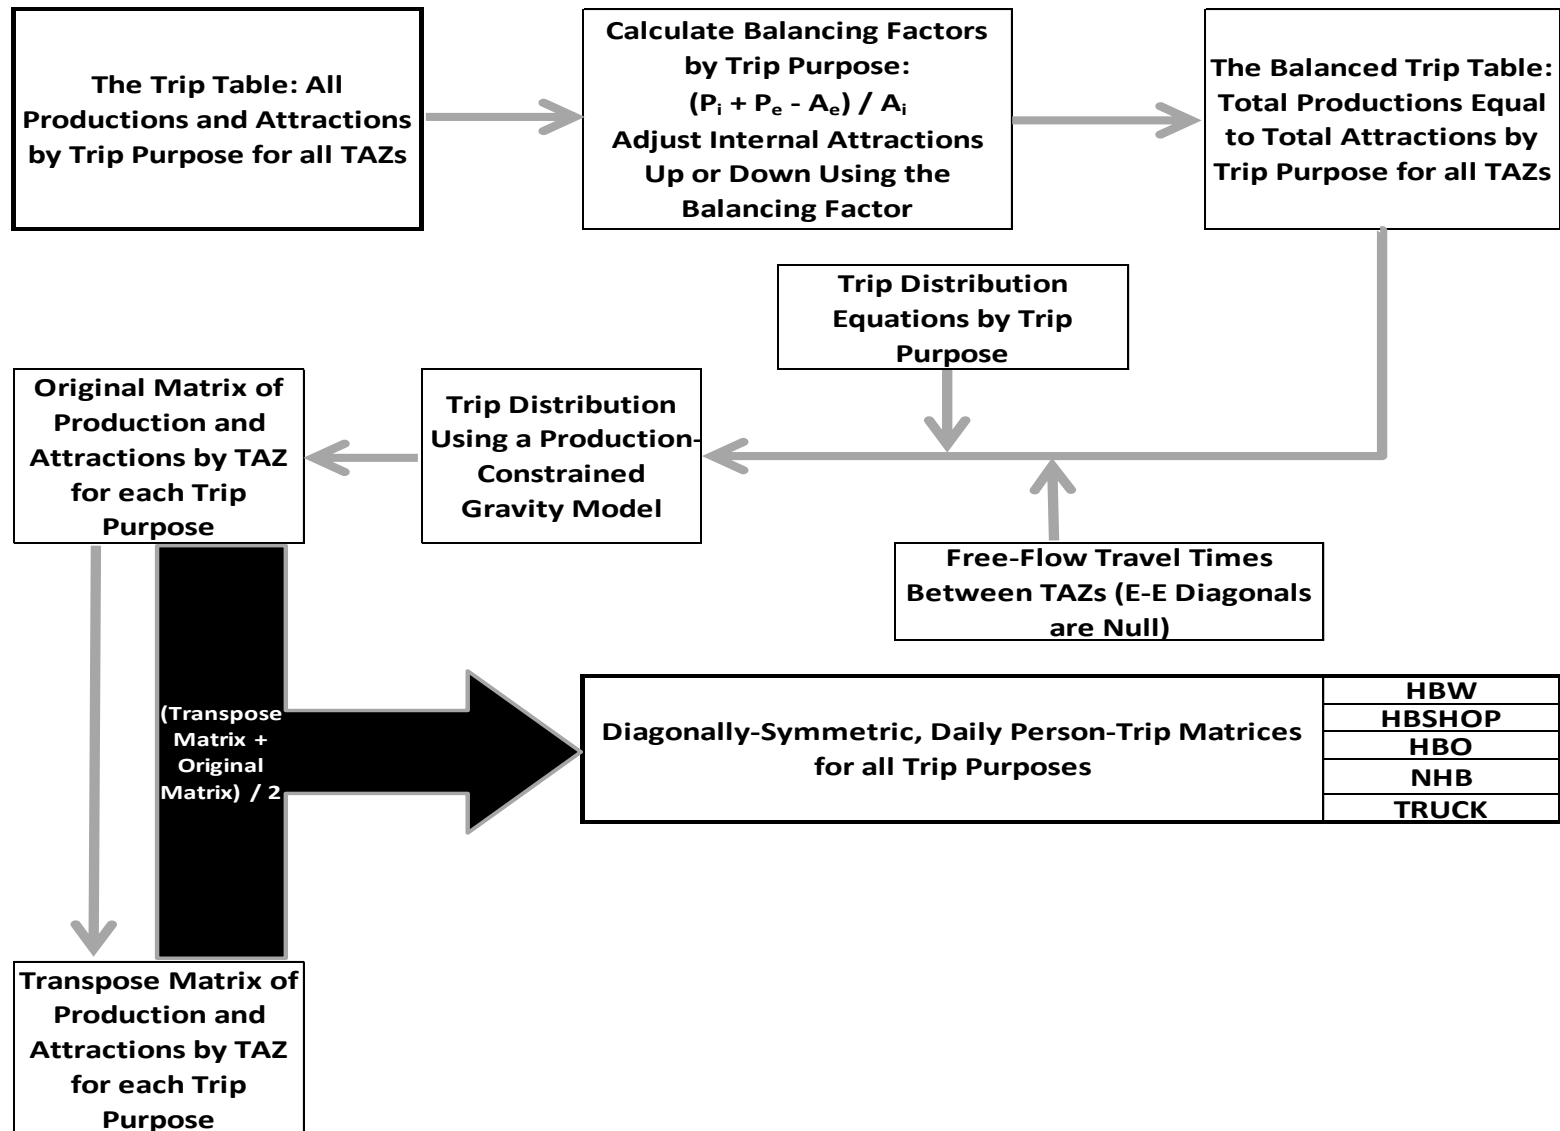 The Trip Table: All
Productions and Attractions
by Trip Purpose for all TAZs
Calculate Balancing Factors
by Trip Purpose:
(Pᵢ + Pₑ - Aₑ) / Aᵢ
Adjust Internal Attractions
Up or Down Using the
Balancing Factor
The Balanced Trip Table:
Total Productions Equal
to Total Attractions by
Trip Purpose for all TAZs
Trip Distribution
Equations by Trip
Purpose
Original Matrix of
Production and
Attractions by TAZ
for each Trip
Purpose
Trip Distribution
Using a Production-
Constrained
Gravity Model
Free-Flow Travel Times
Between TAZs (E-E Diagonals
are Null)
(Transpose
Matrix +
Original
Matrix) / 2
Diagonally-Symmetric, Daily Person-Trip Matrices
for all Trip Purposes
HBW
HBSHOP
HBO
NHB
TRUCK
Transpose Matrix of
Production and
Attractions by TAZ
for each Trip
Purpose